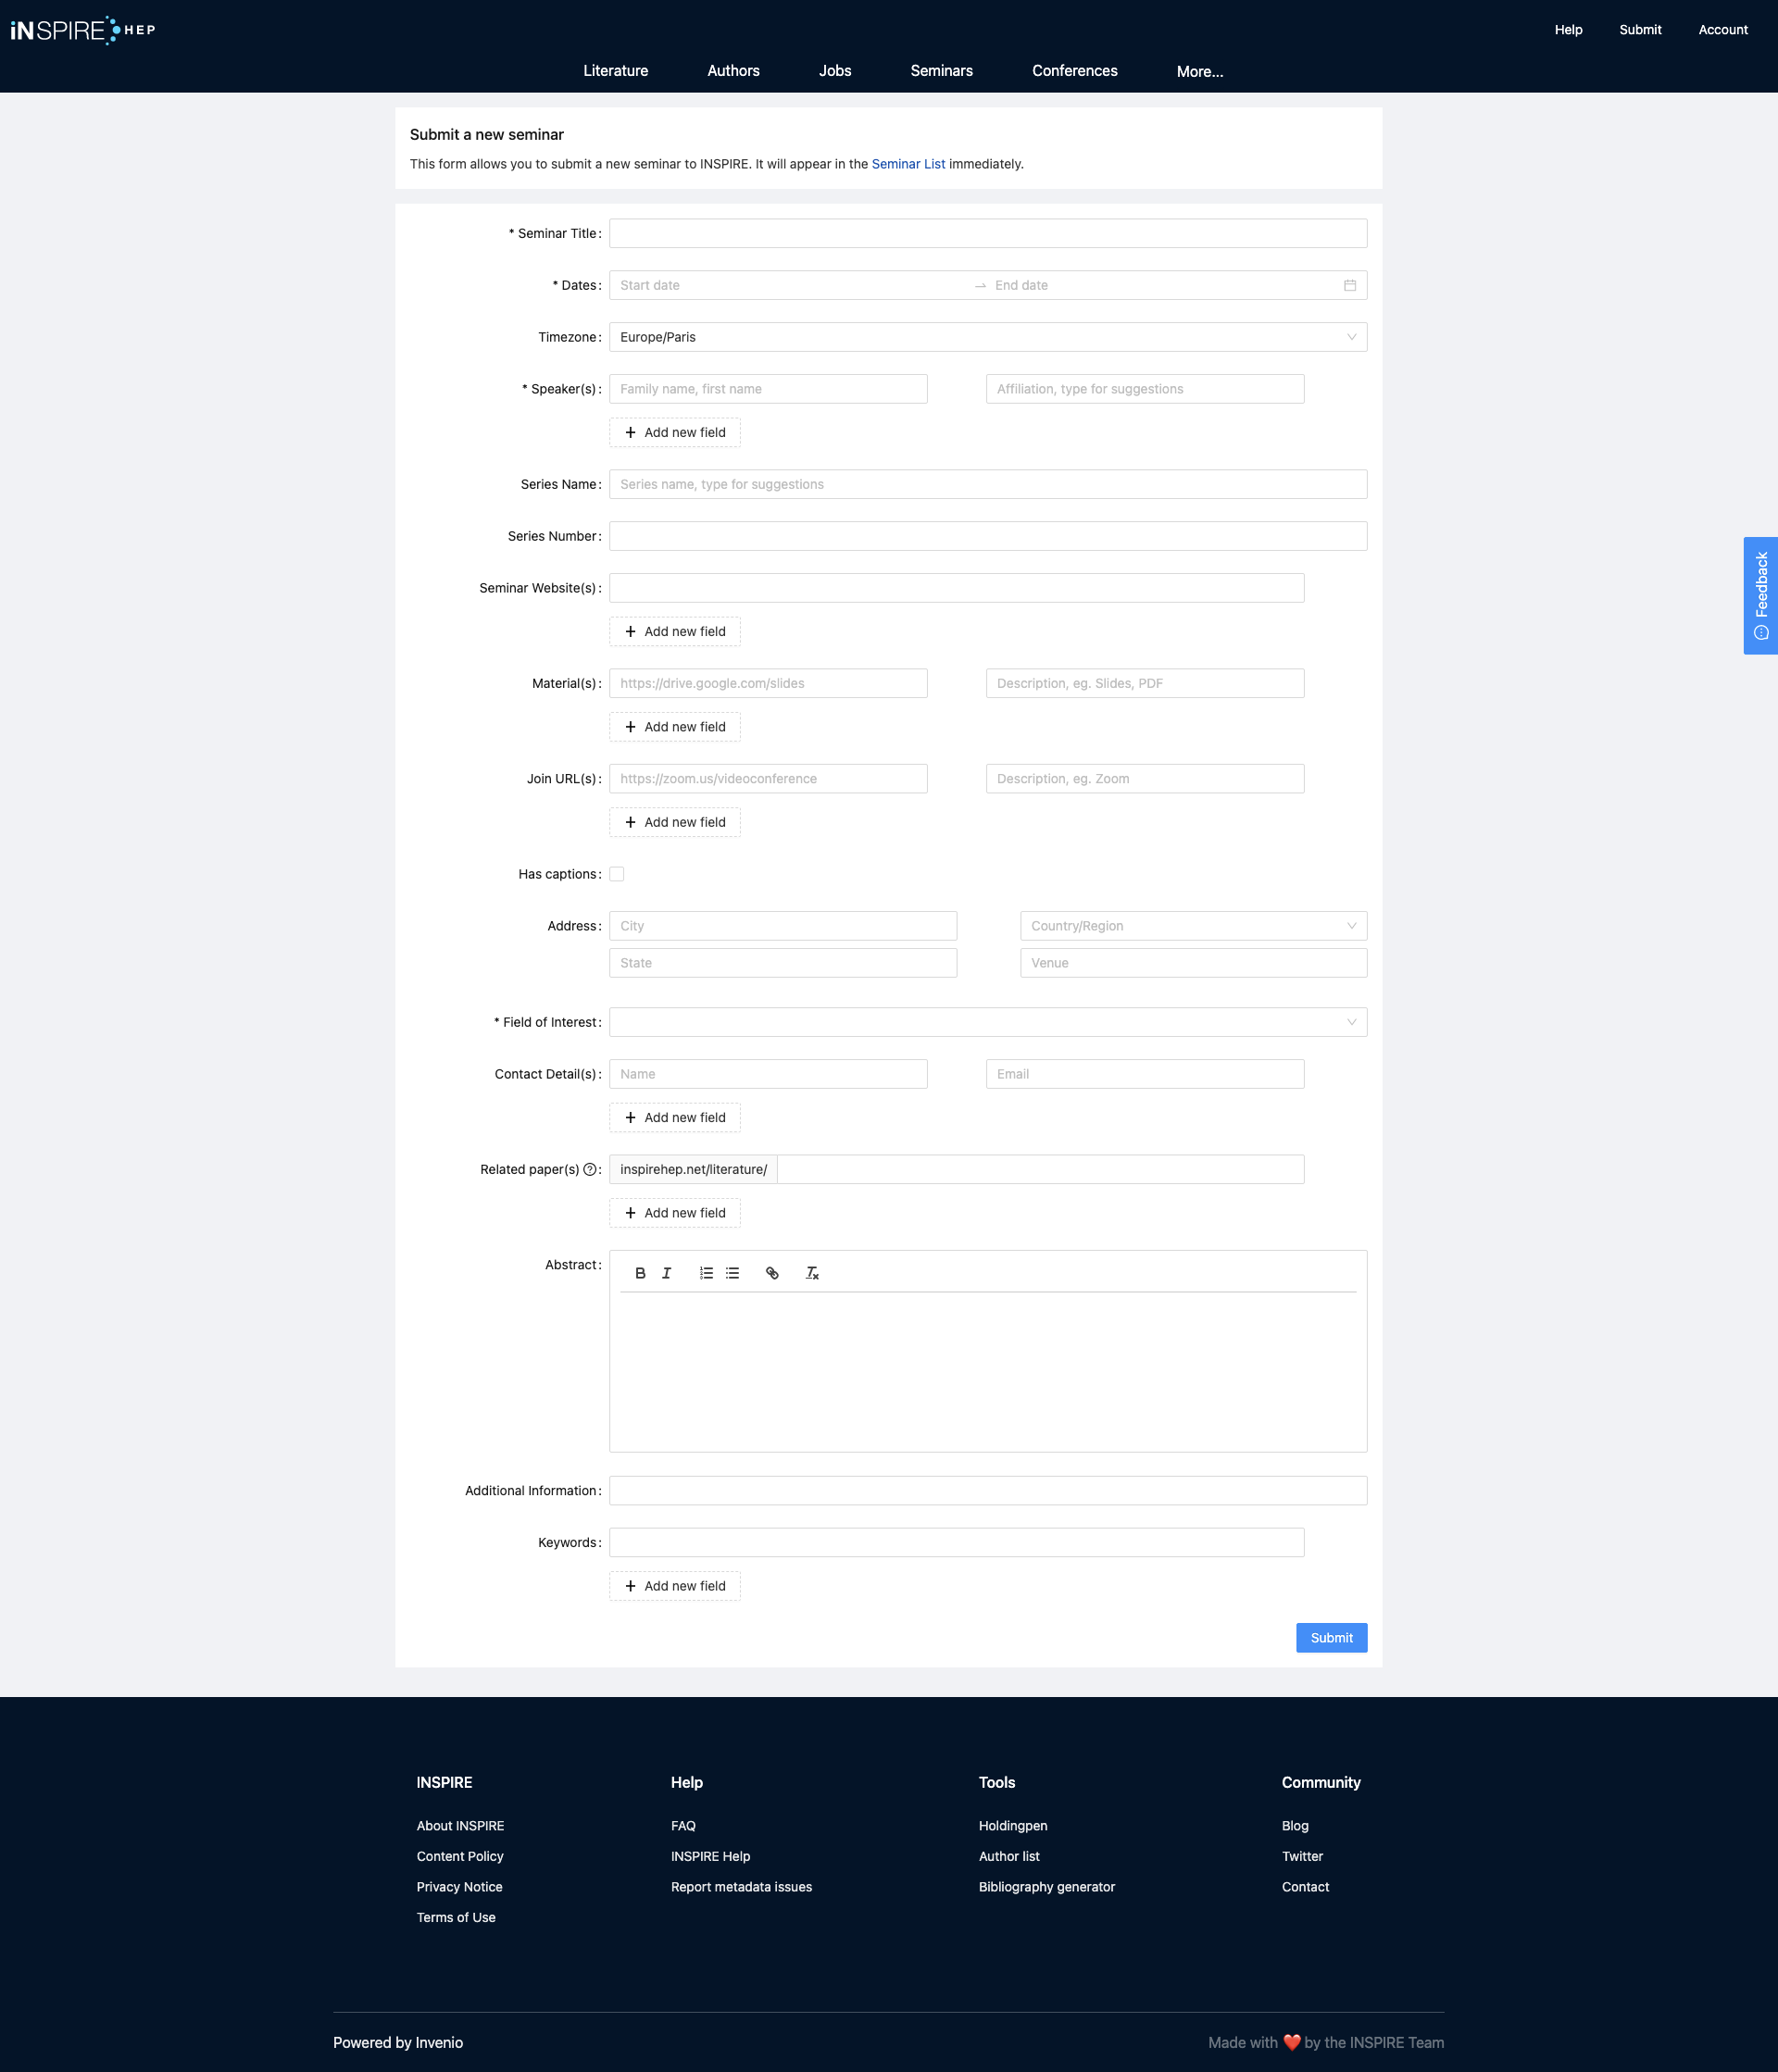 iNSPIRE HEP
Help Submit Account
Literature Authors Jobs Seminars Conferences More...
Submit a new seminar
This form allows you to submit a new seminar to INSPIRE. It will appear in the Seminar List immediately.
* Seminar Title:
* Dates: Start date End date
Timezone: Europe/Paris
* Speaker(s): Family name, first name Affiliation, type for suggestions
+ Add new field
Series Name: Series name, type for suggestions
Series Number:
Seminar Website(s):
+ Add new field
Feedback
Material(s): https://drive.google.com/slides Description, eg. Slides, PDF
+ Add new field
Join URL(s): https://zoom.us/videoconference Description, eg. Zoom
+ Add new field
Has captions:
Address: City Country/Region
State Venue
* Field of Interest:
Contact Detail(s): Name Email
+ Add new field
Related paper(s) : inspirehep.net/literature/
+ Add new field
Abstract:
Additional Information:
Keywords:
+ Add new field
Submit
INSPIRE Help Tools Community
About INSPIRE FAQ Holdingpen Blog
Content Policy INSPIRE Help Author list Twitter
Privacy Notice Report metadata issues Bibliography generator Contact
Terms of Use
Powered by Invenio Made with ❤️ by the INSPIRE Team